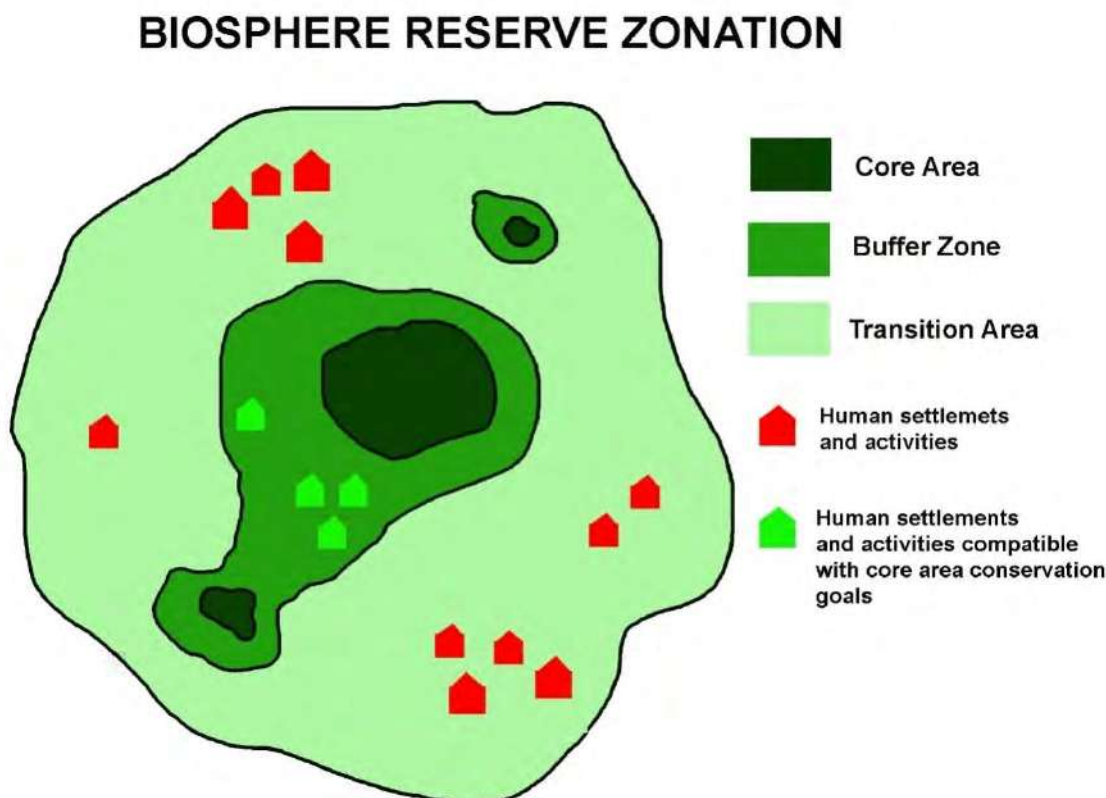 BIOSPHERE RESERVE ZONATION
Core Area
Buffer Zone
Transition Area
Human settlemets
and activities
Human settlements
and activities compatible
with core area conservation
goals